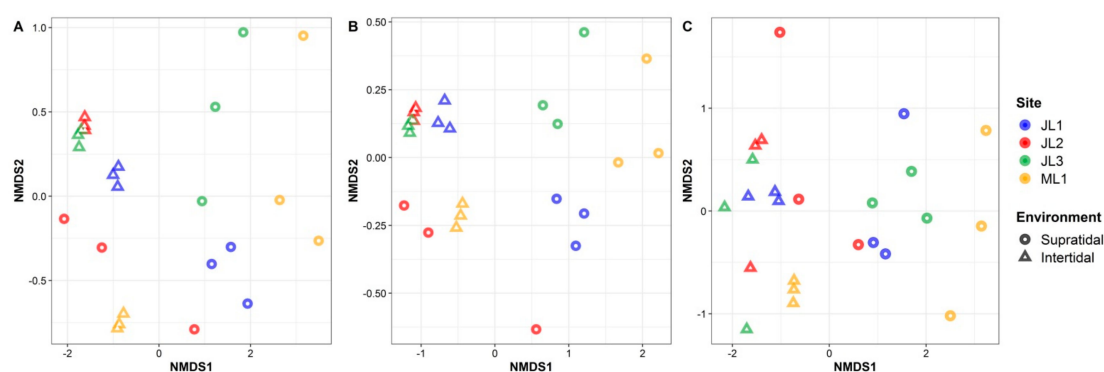 A
1.0
0.5
0.0
-0.5
NMDS2
-2
0
2
NMDS1
B
0.50
0.25
0.00
-0.25
-0.50
NMDS2
-1
0
1
2
NMDS1
C
1
0
-1
NMDS2
-2
0
2
NMDS1
Site
JL1
JL2
JL3
ML1
Environment
Supratidal
Intertidal